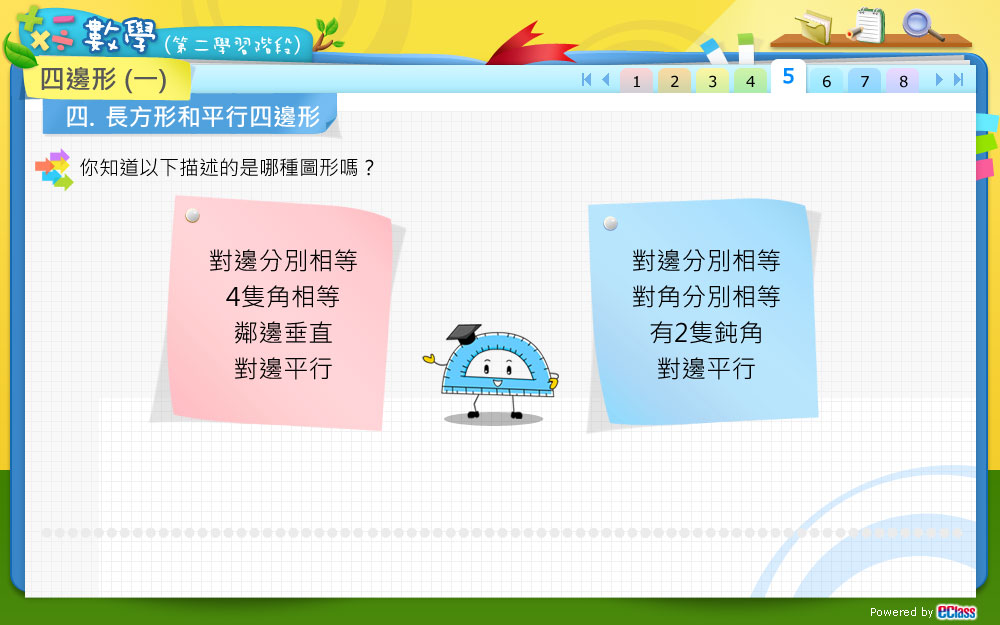 數學(第二學習階段)
四邊形 (一)
1 2 3 4 5 6 7 8
四. 長方形和平行四邊形
你知道以下描述的是哪種圖形嗎？
對邊分別相等
4隻角相等
鄰邊垂直
對邊平行
對邊分別相等
對角分別相等
有2隻鈍角
對邊平行
Powered by eClass